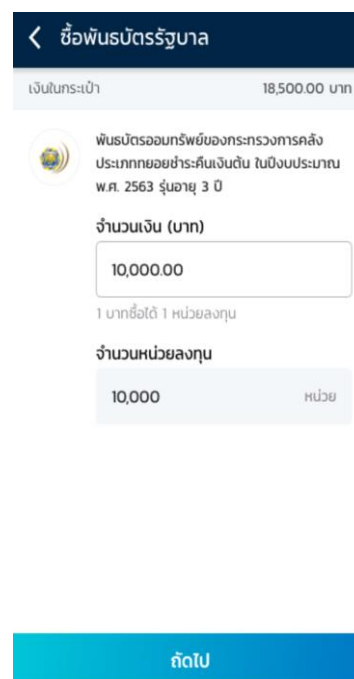 ซื้อพันธบัตรรัฐบาล
เงินในกระเป๋า 18,500.00 บาท
พันธบัตรออมทรัพย์ของกระทรวงการคลัง
ประเภททยอยชำระคืนเงินต้น ในปีงบประมาณ
พ.ศ. 2563 รุ่นอายุ 3 ปี
จำนวนเงิน (บาท)
10,000.00
1 บาทซื้อได้ 1 หน่วยลงทุน
จำนวนหน่วยลงทุน
10,000 หน่วย
ถัดไป